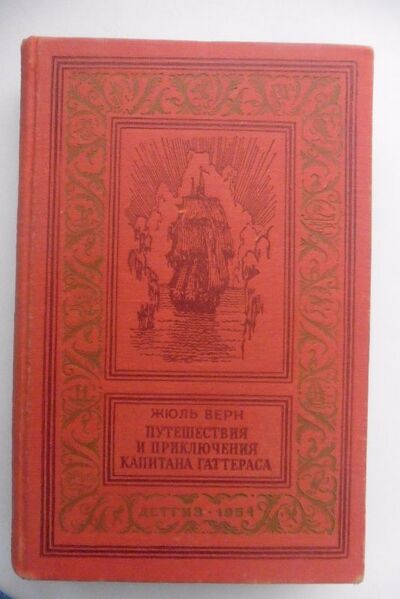 ЖЮЛЬ ВЕРН
ПУТЕШЕСТВИЯ
И ПРИКЛЮЧЕНИЯ
КАПИТАНА ГАТТЕРАСА
ДЕТГИЗ · 1954